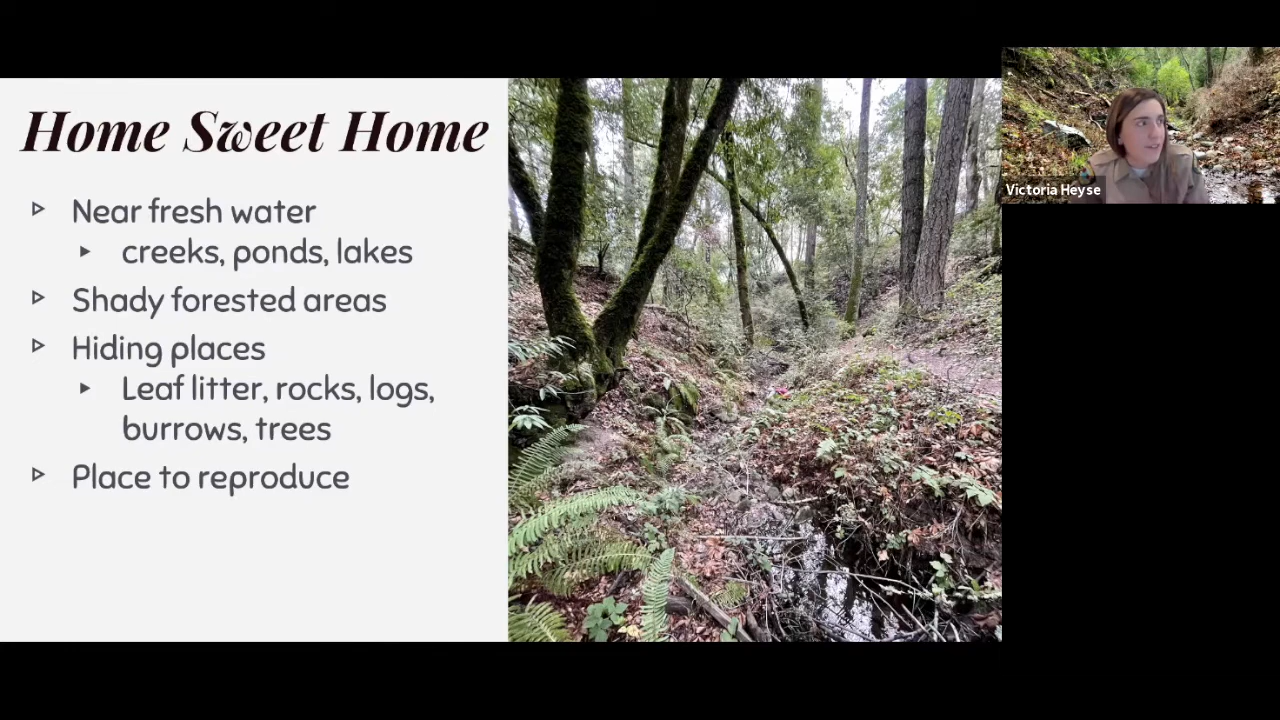 Home Sweet Home
Near fresh water
creeks, ponds, lakes
Shady forested areas
Hiding places
Leaf litter, rocks, logs,
burrows, trees
Place to reproduce
Victoria Heyse